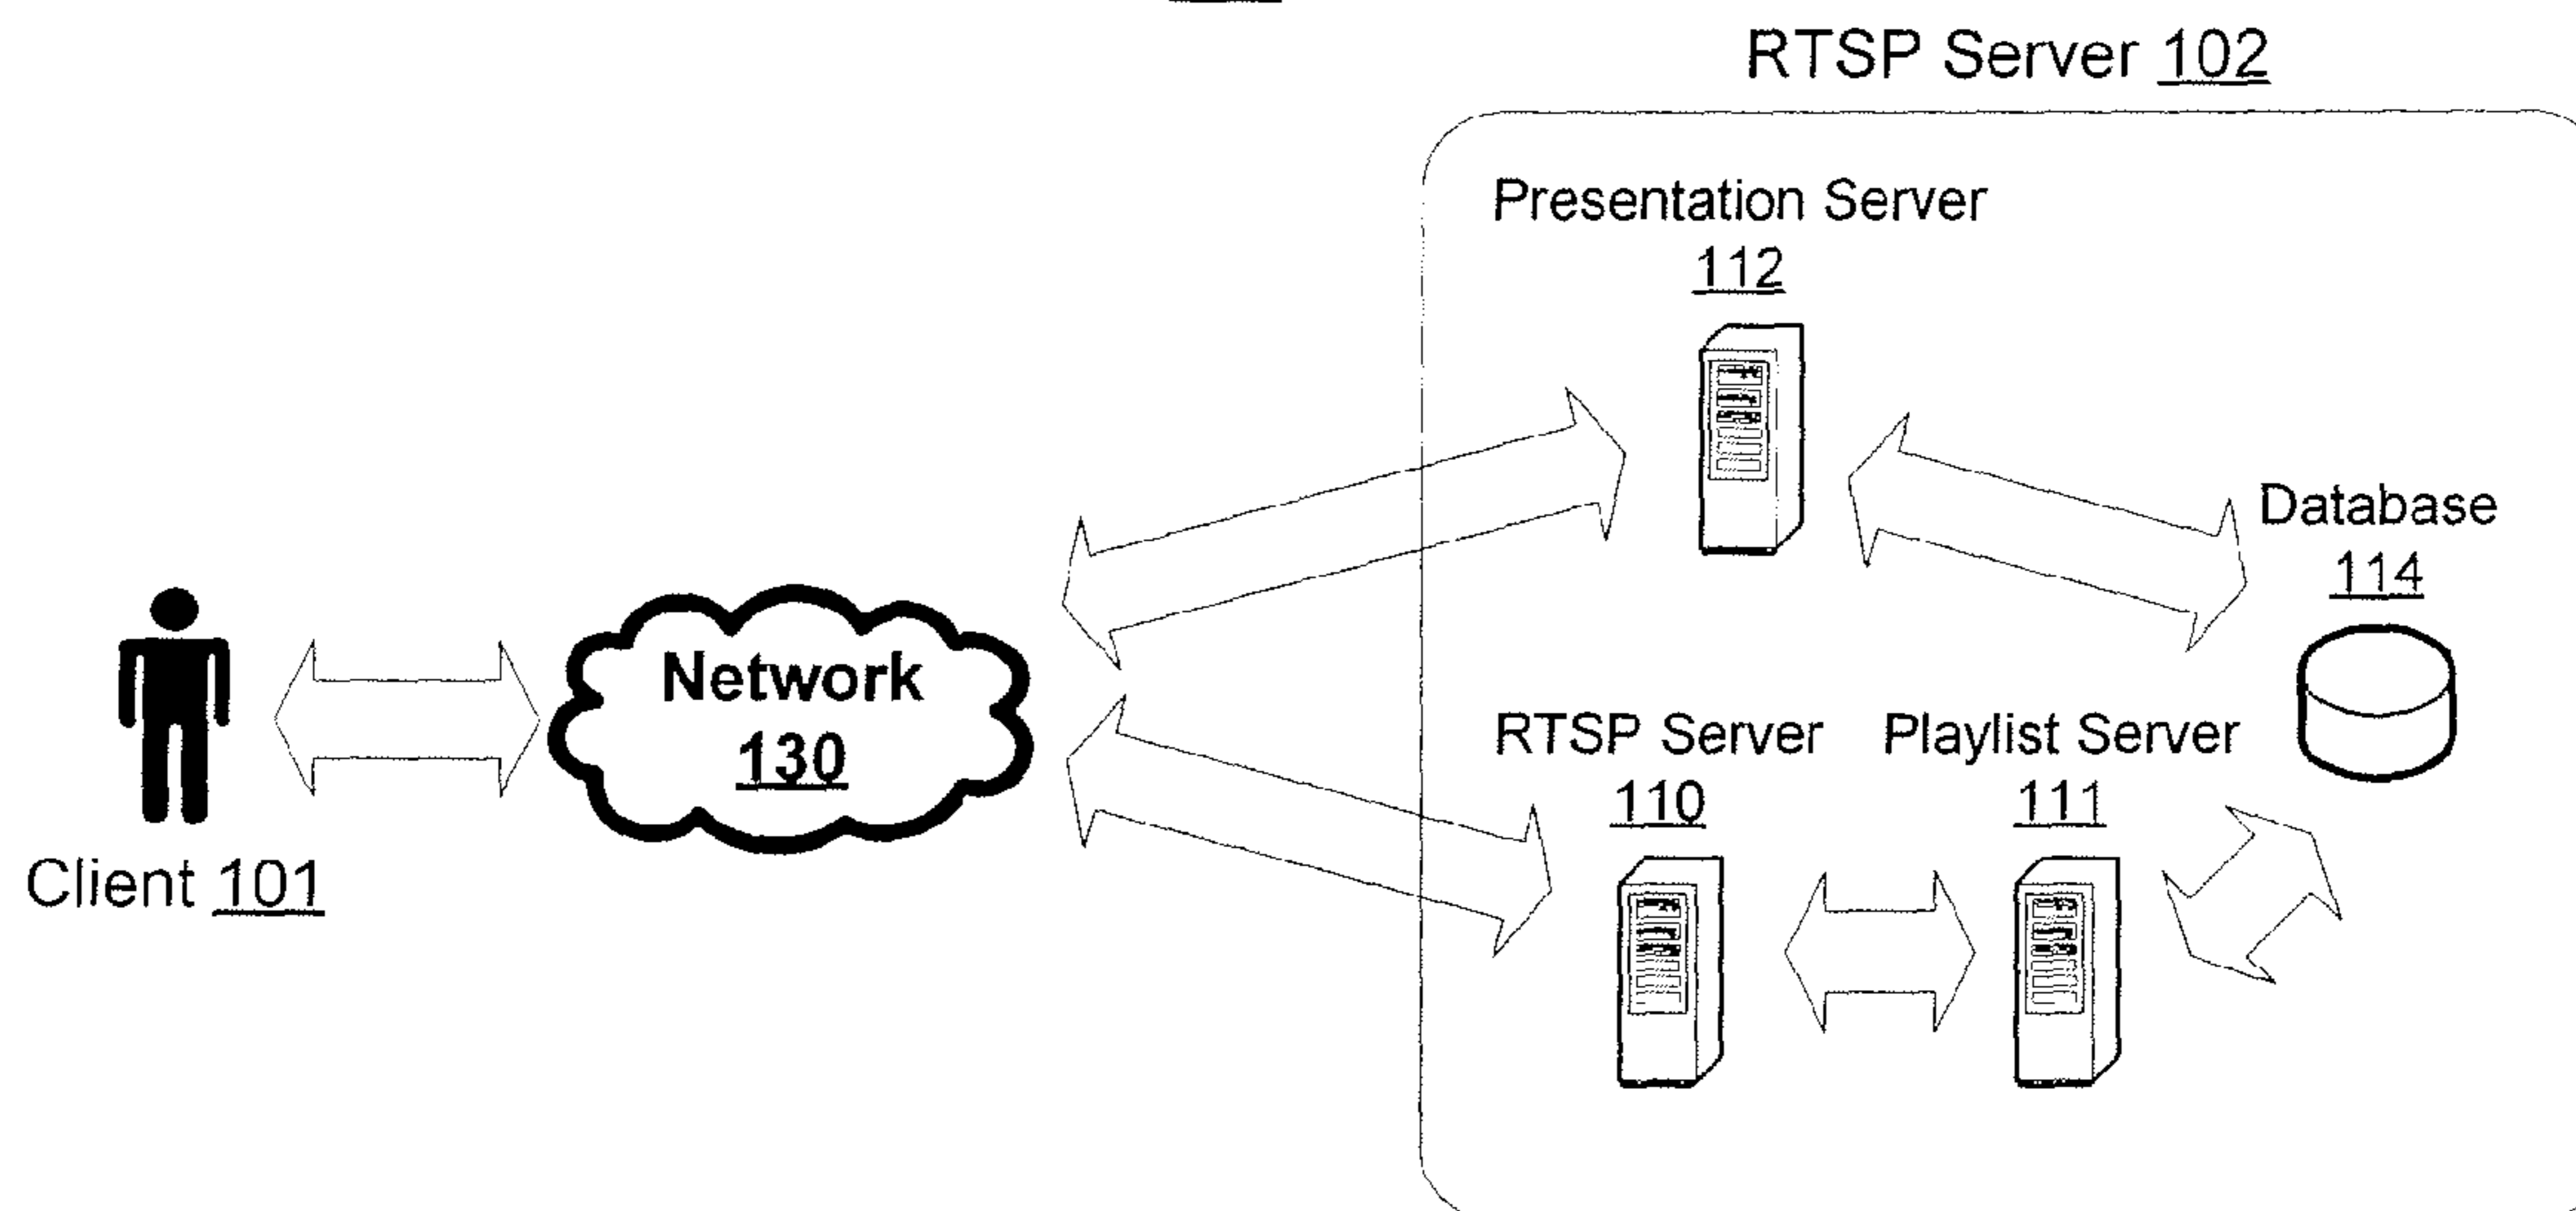 RTSP Server 102
Presentation Server
112
Database
114
Network
130
RTSP Server
110
Playlist Server
111
Client 101